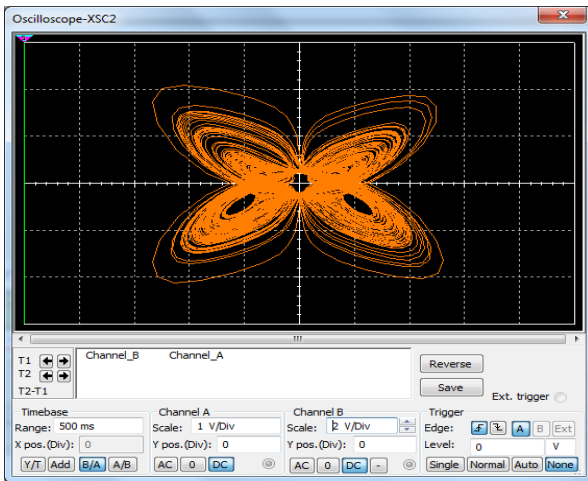 Oscilloscope-XSC2
T1
T2
T2-T1
Channel_B Channel_A
Reverse
Save
Ext. trigger
Timebase
Range: 500 ms
X pos.(Div): 0
Y/T Add B/A A/B
Channel A
Scale: 1 V/Div
Y pos.(Div): 0
AC 0 DC
Channel B
Scale: 2 V/Div
Y pos.(Div): 0
AC 0 DC -
Trigger
Edge: A B Ext
Level: 0 V
Single Normal Auto None